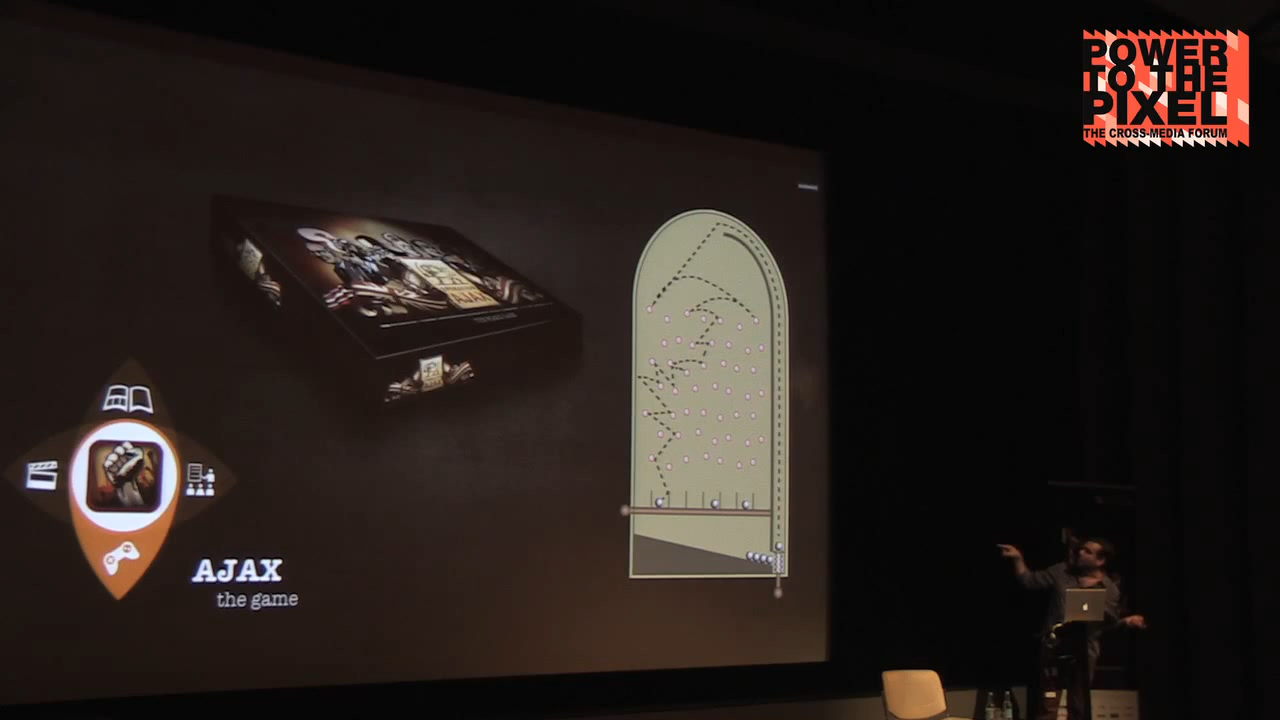 POWER
TO THE
PIXEL
THE CROSS-MEDIA FORUM
AJAX
the game